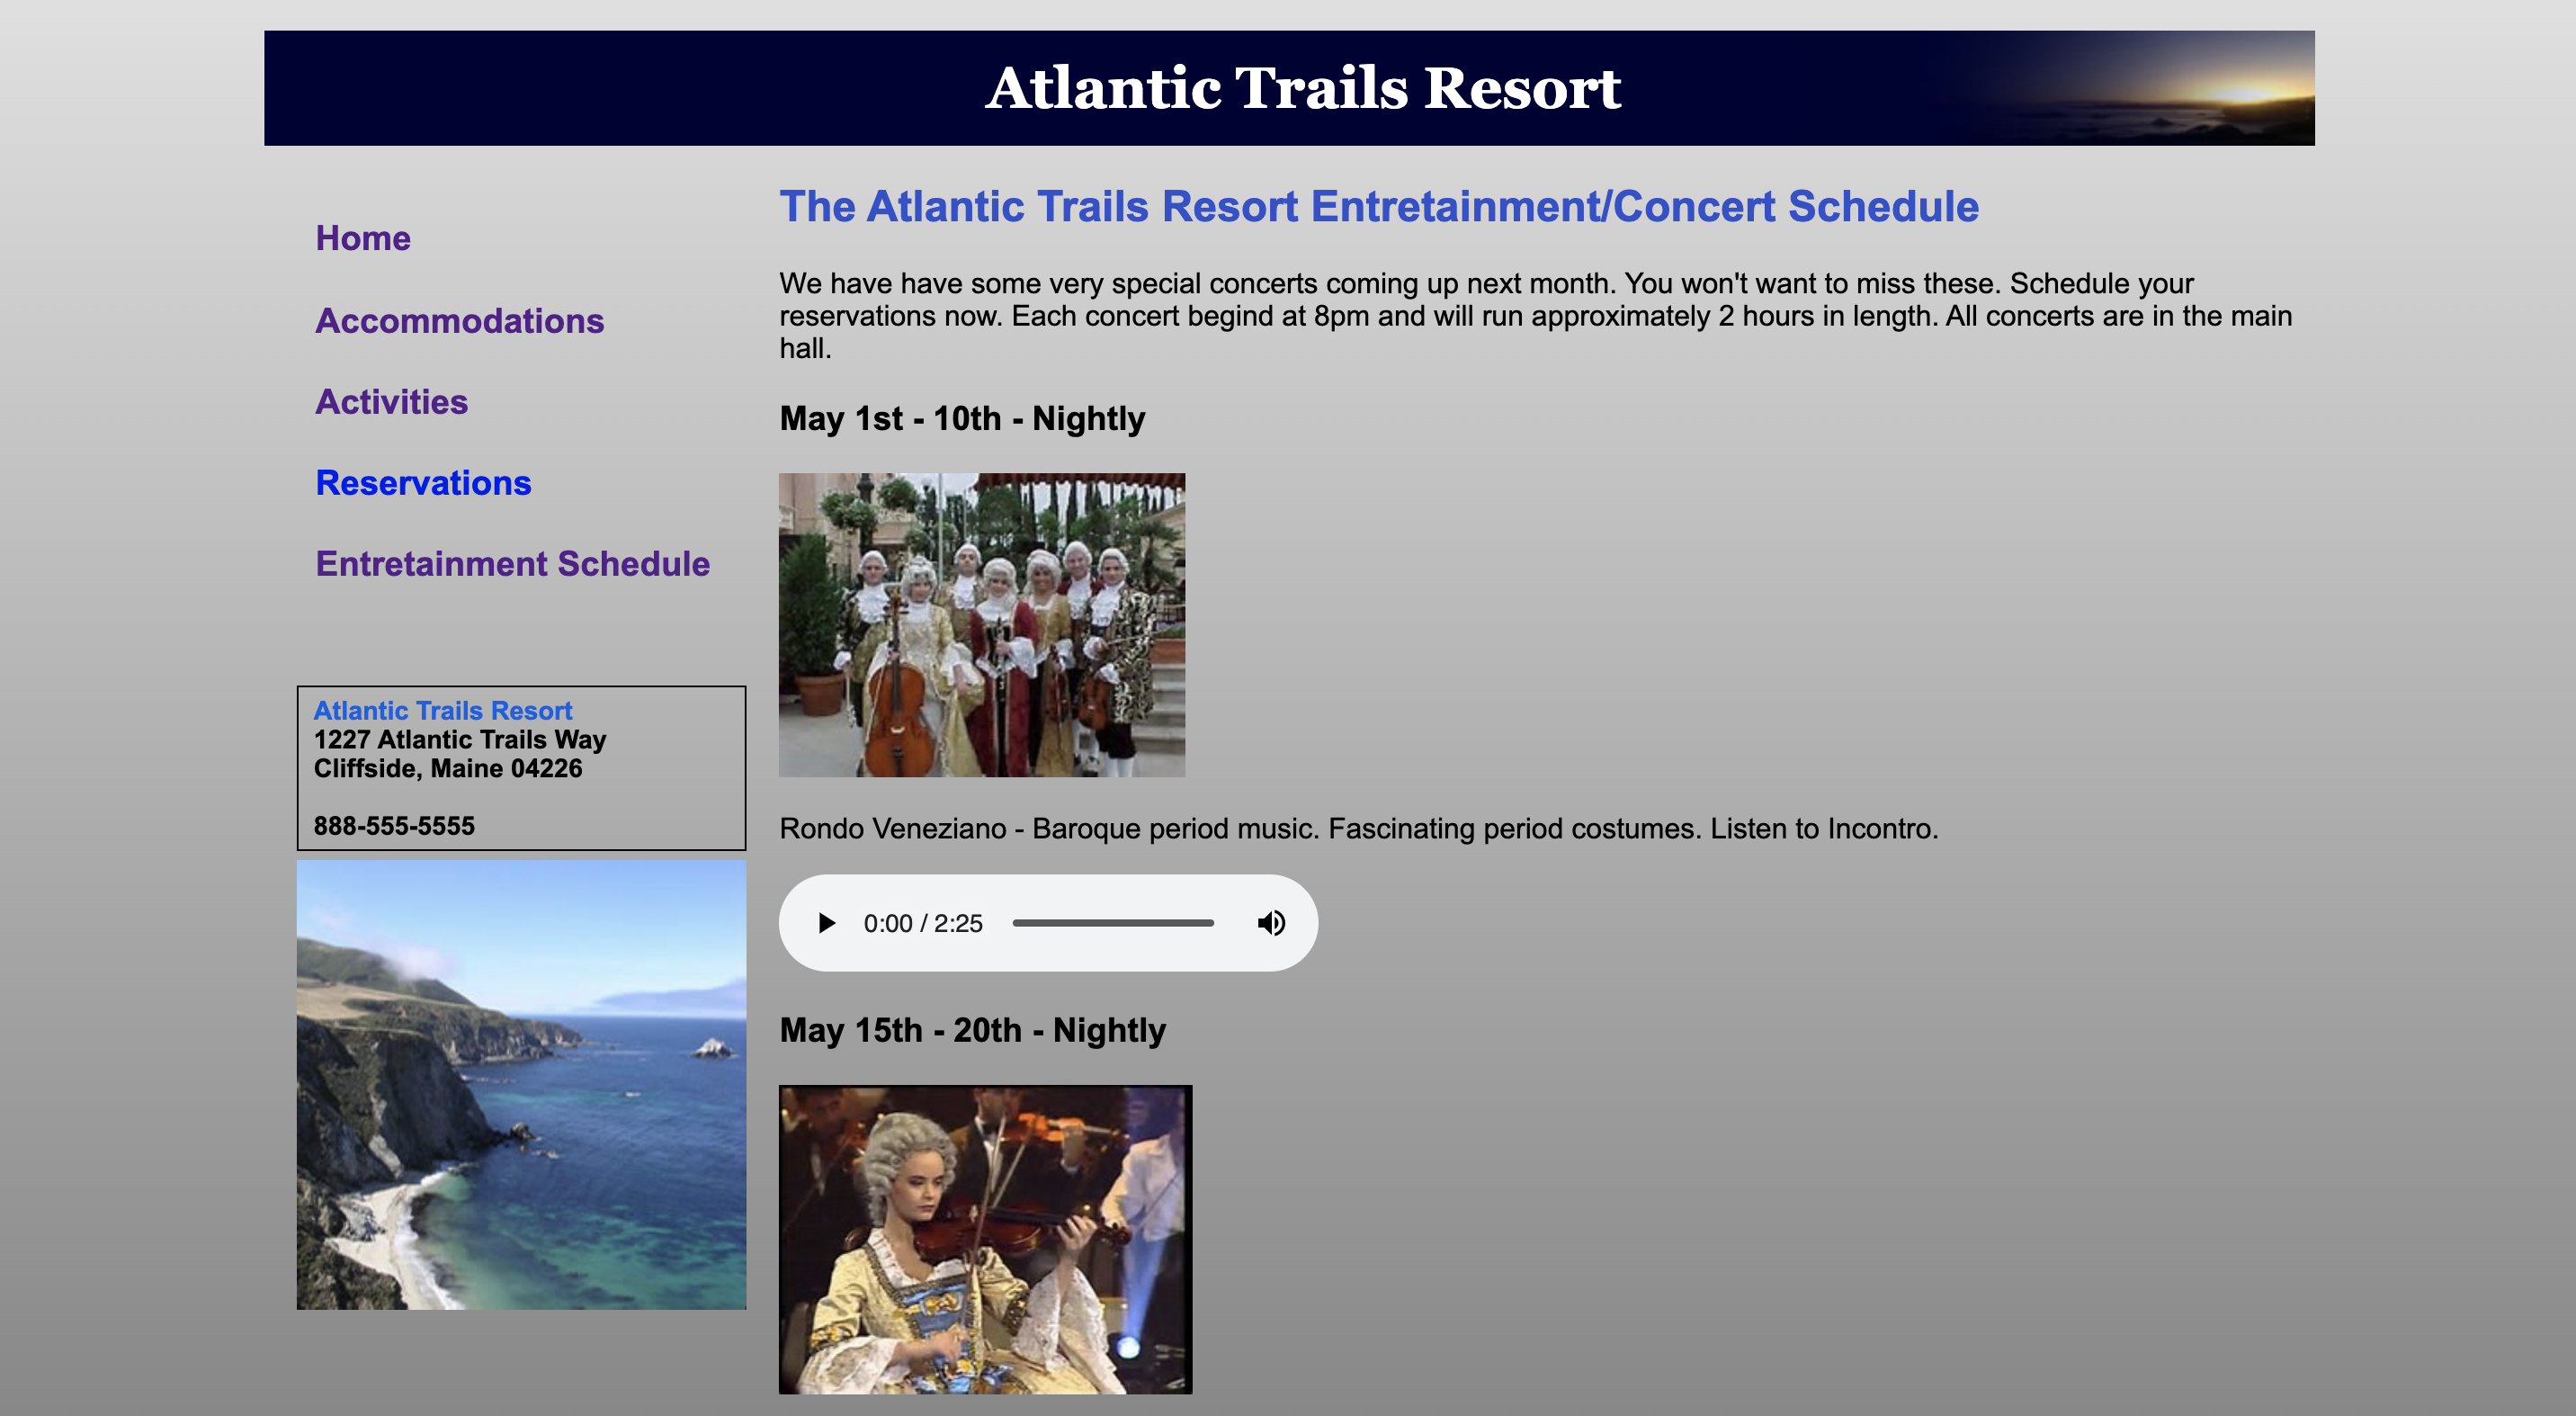 Atlantic Trails Resort
Home
Accommodations
Activities
Reservations
Entretainment Schedule
Atlantic Trails Resort
1227 Atlantic Trails Way
Cliffside, Maine 04226
888-555-5555
The Atlantic Trails Resort Entretainment/Concert Schedule
We have have some very special concerts coming up next month. You won't want to miss these. Schedule your
reservations now. Each concert begind at 8pm and will run approximately 2 hours in length. All concerts are in the main
hall.
May 1st - 10th - Nightly
Rondo Veneziano - Baroque period music. Fascinating period costumes. Listen to Incontro.
0:00 / 2:25
May 15th - 20th - Nightly